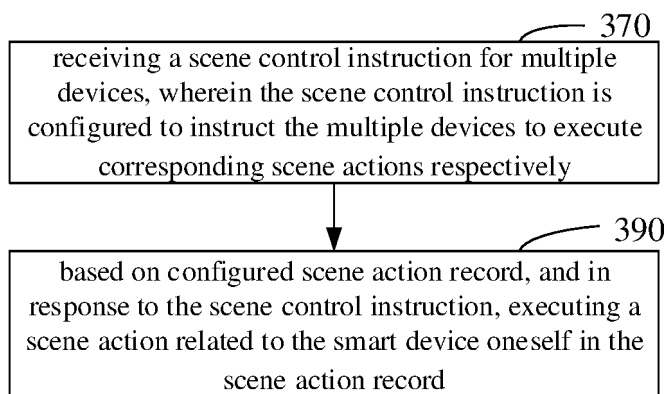 370
receiving a scene control instruction for multiple
devices, wherein the scene control instruction is
configured to instruct the multiple devices to execute
corresponding scene actions respectively
390
based on configured scene action record, and in
response to the scene control instruction, executing a
scene action related to the smart device oneself in the
scene action record